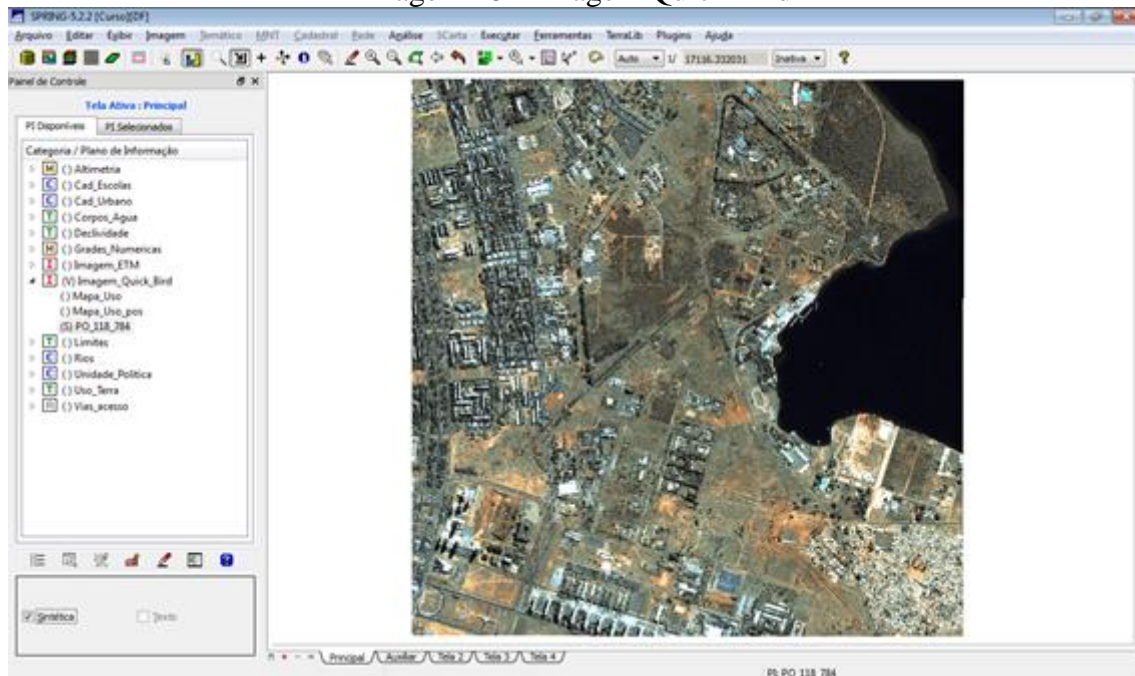 SPRING-5.2.2 [Curso][DF]
Arquivo Editar Exibir Imagem Temático MNT Cadastral Rede Análise SCarta Executar Ferramentas TerraLib Plugins Ajuda
Auto 1/ 17116.332031 Inativa
Painel de Controle
Tela Ativa : Principal
PI Disponíveis PI Selecionados
Categoria / Plano de Informação
M () Altimetria
C () Cad_Escolas
C () Cad_Urbano
T () Corpos_Agua
T () Declividade
M () Grades_Numericas
I () Imagem_ETM
I (V) Imagem_Quick_Bird
() Mapa_Uso
() Mapa_Uso_pos
(S) PO_118_784
T () Limites
C () Rios
C () Unidade_Politica
T () Uso_Terra
() Vias_acesso
Sintética Texto
Principal Auxiliar Tela 2 Tela 3 Tela 4
PI: PO_118_784